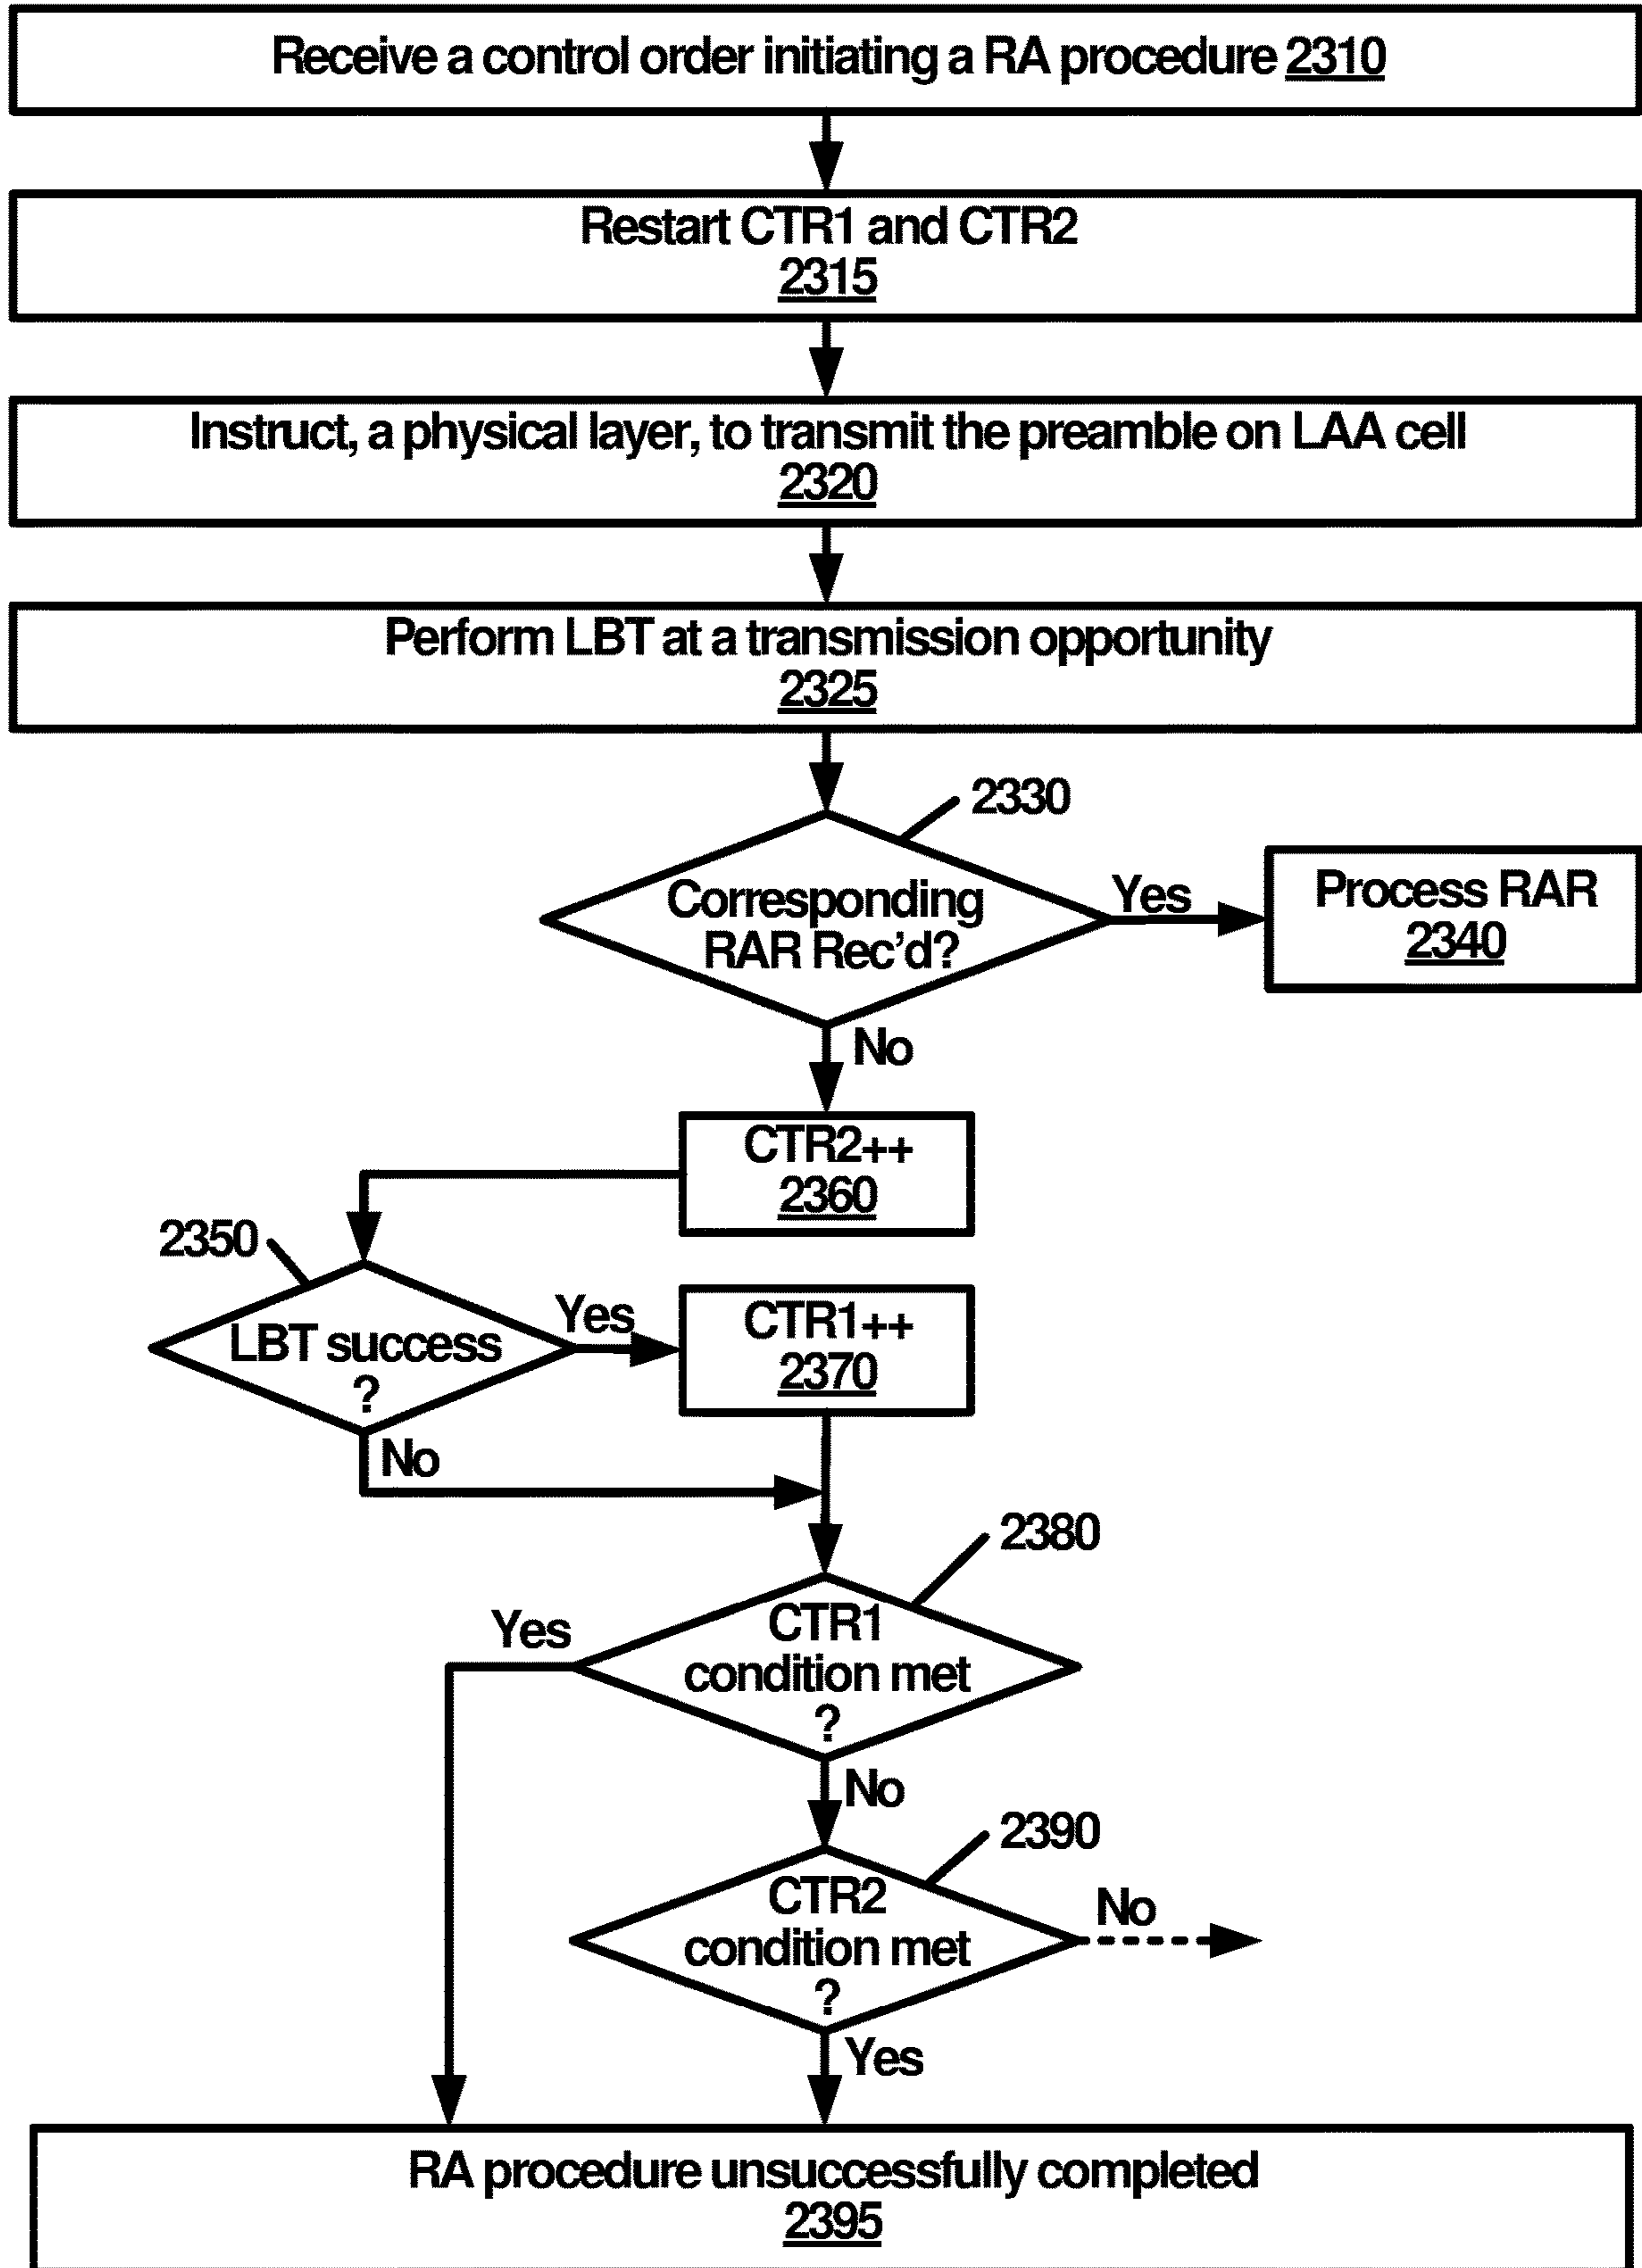 Receive a control order initiating a RA procedure 2310
Restart CTR1 and CTR2
2315
Instruct, a physical layer, to transmit the preamble on LAA cell
2320
Perform LBT at a transmission opportunity
2325
2330
Corresponding
RAR Rec'd?
Yes
Process RAR
2340
No
CTR2++
2360
2350
LBT success
?
Yes
CTR1++
2370
No
2380
CTR1
condition met
?
Yes
No
2390
CTR2
condition met
?
No
Yes
RA procedure unsuccessfully completed
2395